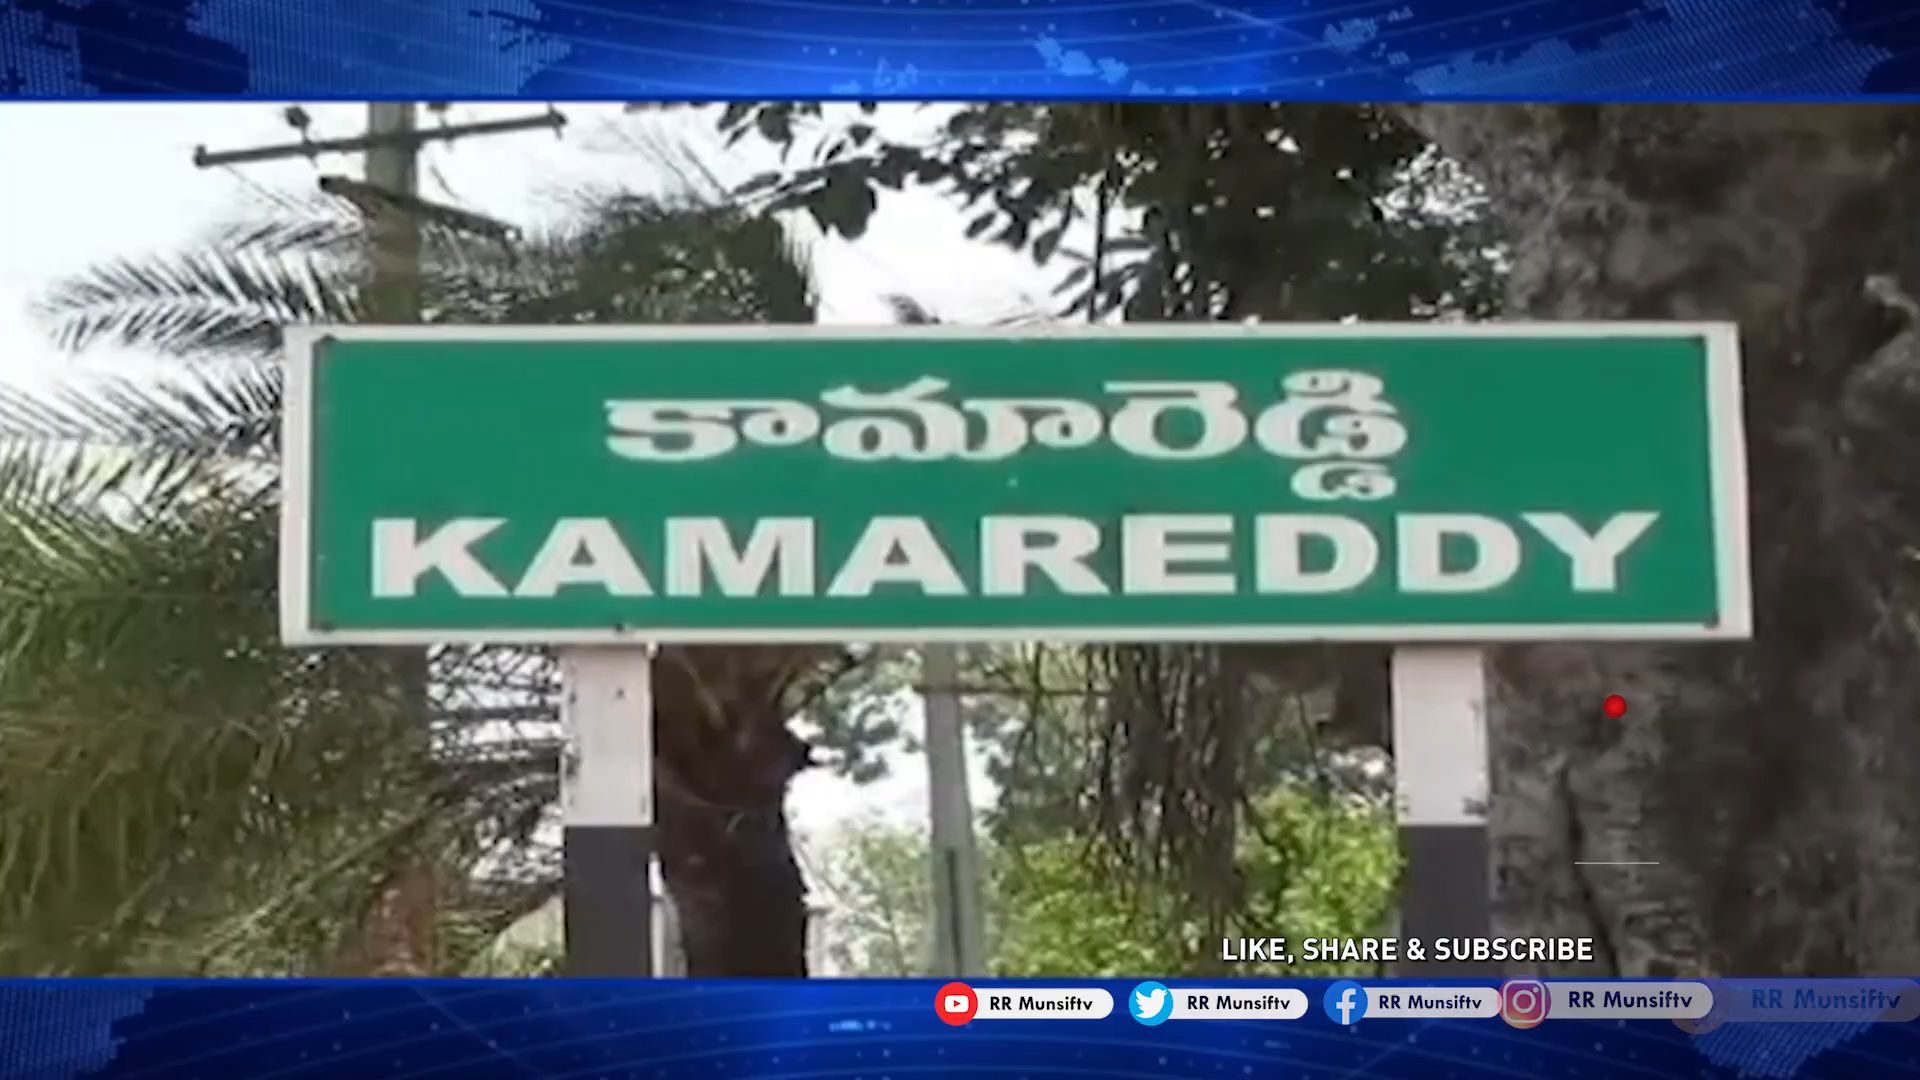 కామారెడ్డి
KAMAREDDY
LIKE, SHARE & SUBSCRIBE
RR Munsiftv RR Munsiftv RR Munsiftv RR Munsiftv RR Munsiftv